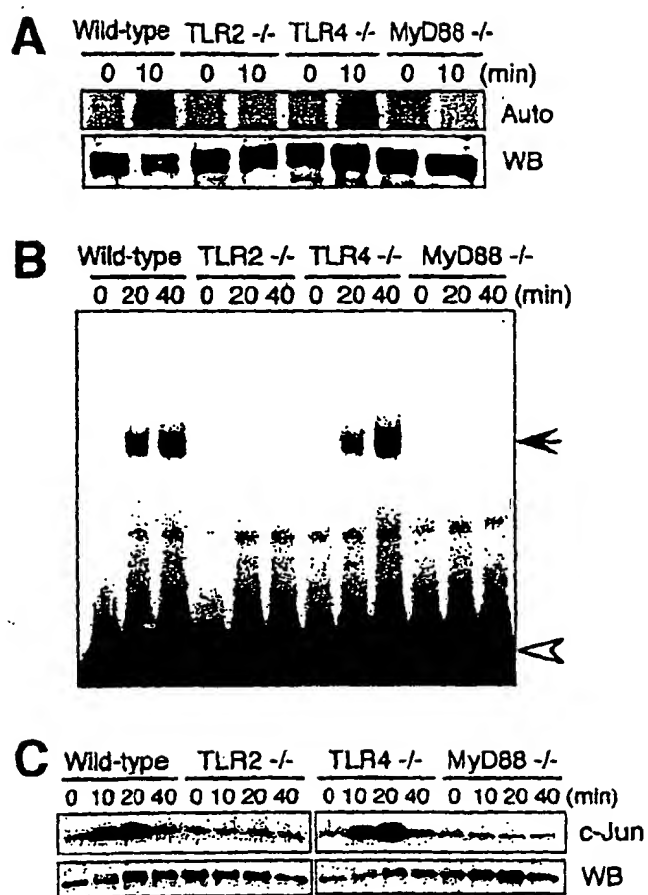 A
Wild-type TLR2 -/- TLR4 -/- MyD88 -/-
0 10 0 10 0 10 0 10 (min)
Auto
WB
B
Wild-type TLR2 -/- TLR4 -/- MyD88 -/-
0 20 40 0 20 40 0 20 40 0 20 40 (min)
C
Wild-type TLR2 -/- TLR4 -/- MyD88 -/-
0 10 20 40 0 10 20 40 0 10 20 40 0 10 20 40 (min)
c-Jun
WB